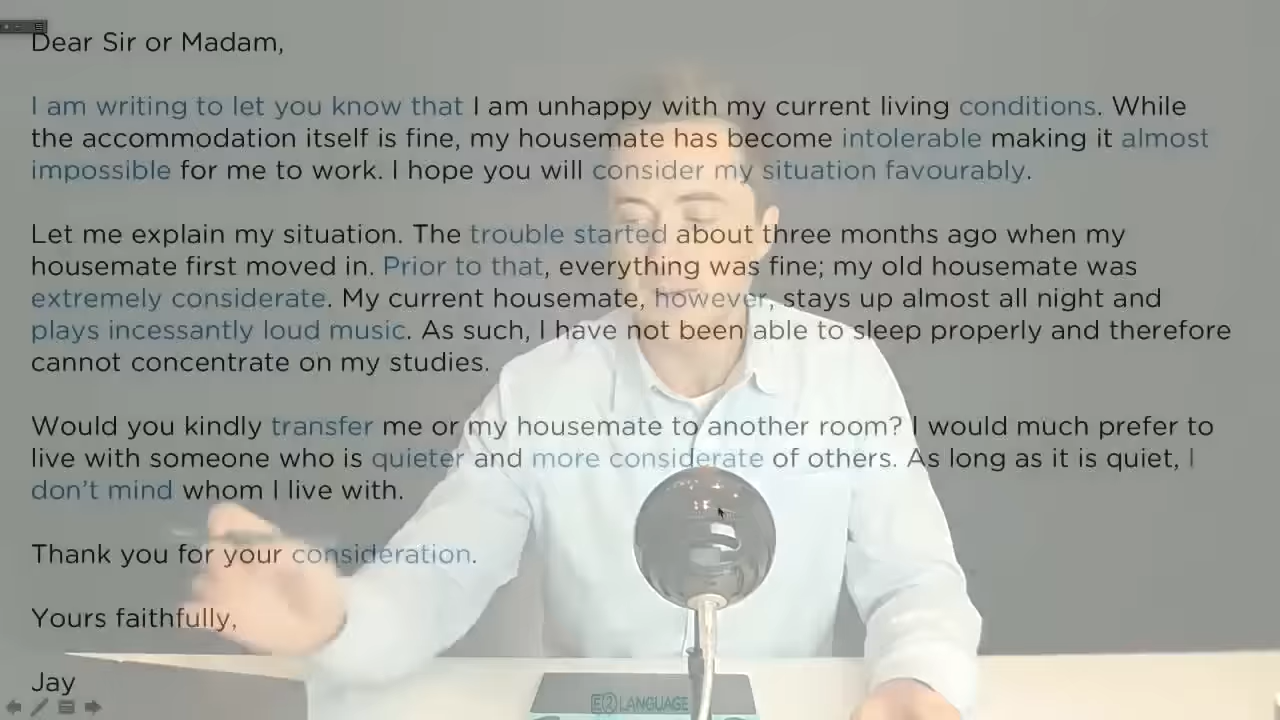 Dear Sir or Madam,
I am writing to let you know that I am unhappy with my current living conditions. While
the accommodation itself is fine, my housemate has become intolerable making it almost
impossible for me to work. I hope you will consider my situation favourably.
Let me explain my situation. The trouble started about three months ago when my
housemate first moved in. Prior to that, everything was fine; my old housemate was
extremely considerate. My current housemate, however, stays up almost all night and
plays incessantly loud music. As such, I have not been able to sleep properly and therefore
cannot concentrate on my studies.
Would you kindly transfer me or my housemate to another room? I would much prefer to
live with someone who is quieter and more considerate of others. As long as it is quiet, I
don't mind whom I live with.
Thank you for your consideration.
Yours faithfully,
Jay
E2 LANGUAGE